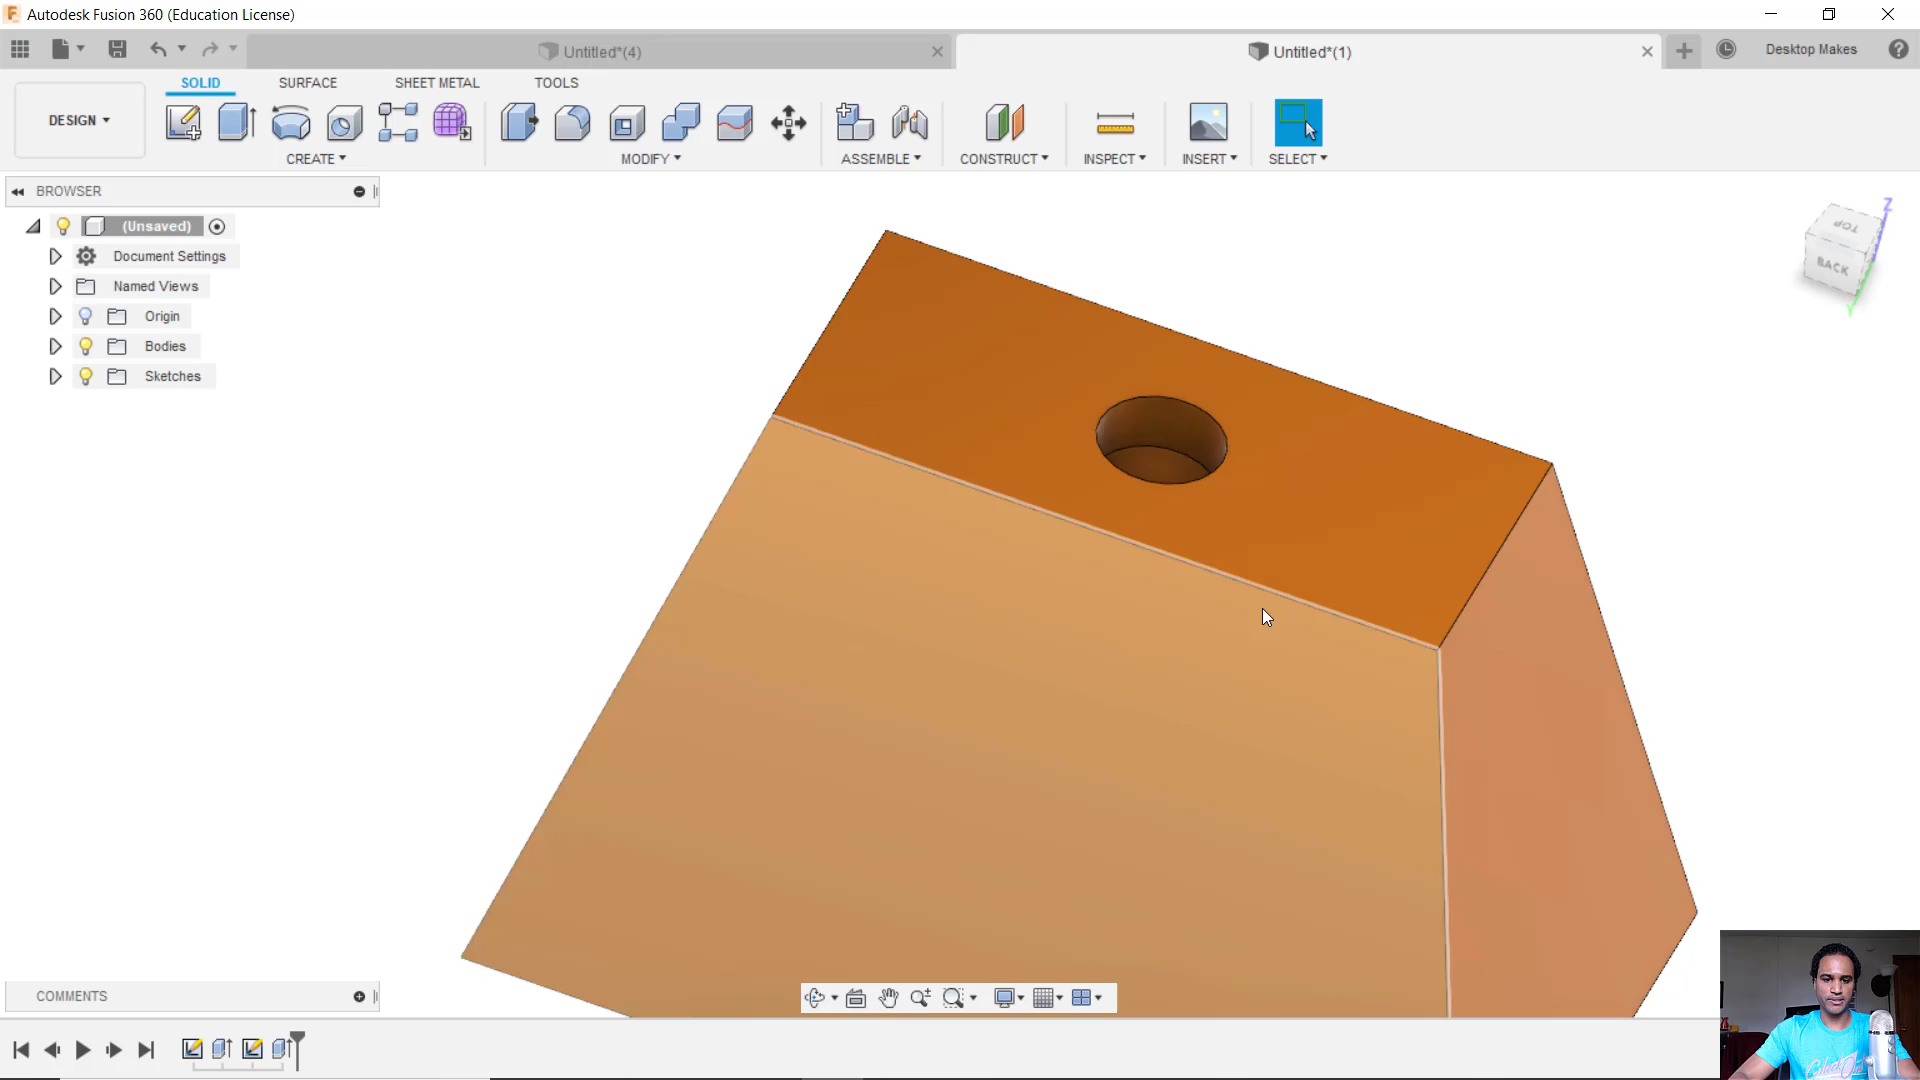 Autodesk Fusion 360 (Education License)
Untitled*(4)
Untitled*(1)
Desktop Makes
DESIGN
SOLID
SURFACE
SHEET METAL
TOOLS
CREATE
MODIFY
ASSEMBLE
CONSTRUCT
INSPECT
INSERT
SELECT
BROWSER
(Unsaved)
Document Settings
Named Views
Origin
Bodies
Sketches
Z
TOP
BACK
Y
COMMENTS